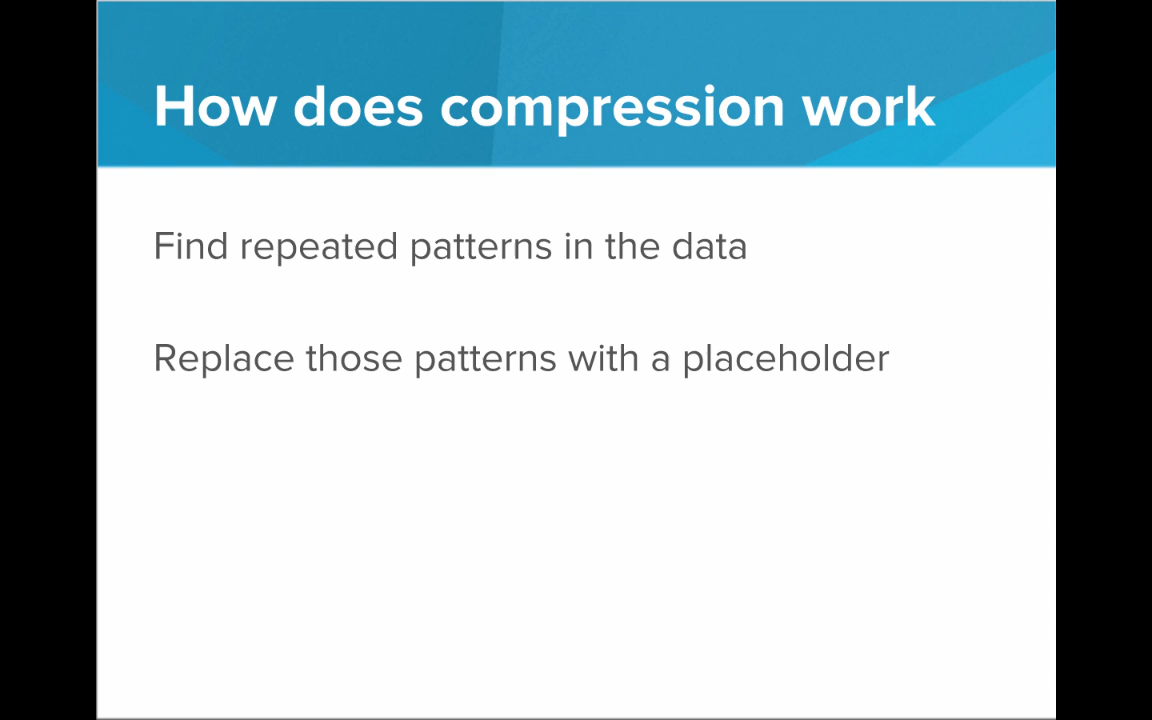 How does compression work
Find repeated patterns in the data
Replace those patterns with a placeholder